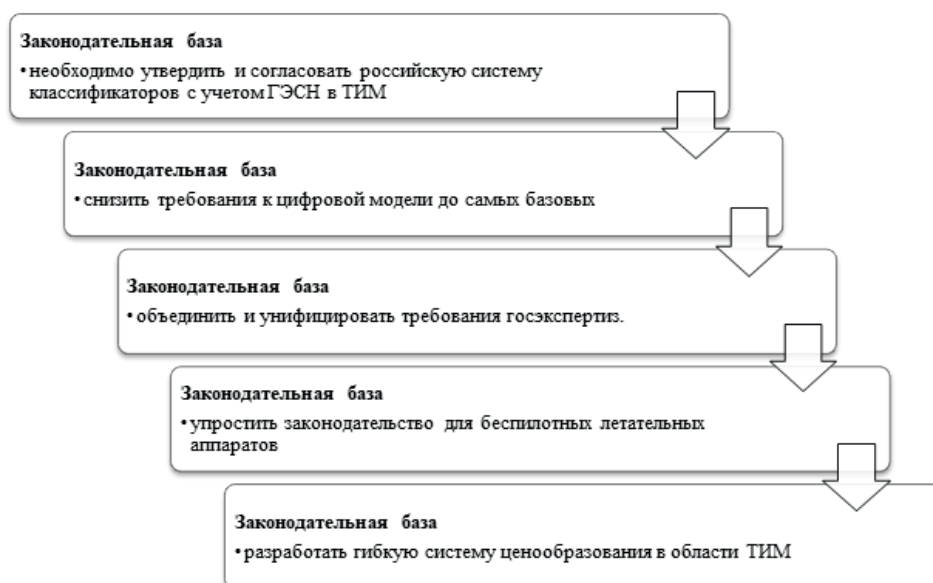 Законодательная база
•необходимо утвердить и согласовать российскую систему
классификаторов с учетом ГЭСН в ТИМ
Законодательная база
•снизить требования к цифровой модели до самых базовых
Законодательная база
•объединить и унифицировать требования госэкспертиз.
Законодательная база
•упростить законодательство для беспилотных летательных
аппаратов
Законодательная база
•разработать гибкую систему ценообразования в области ТИМ